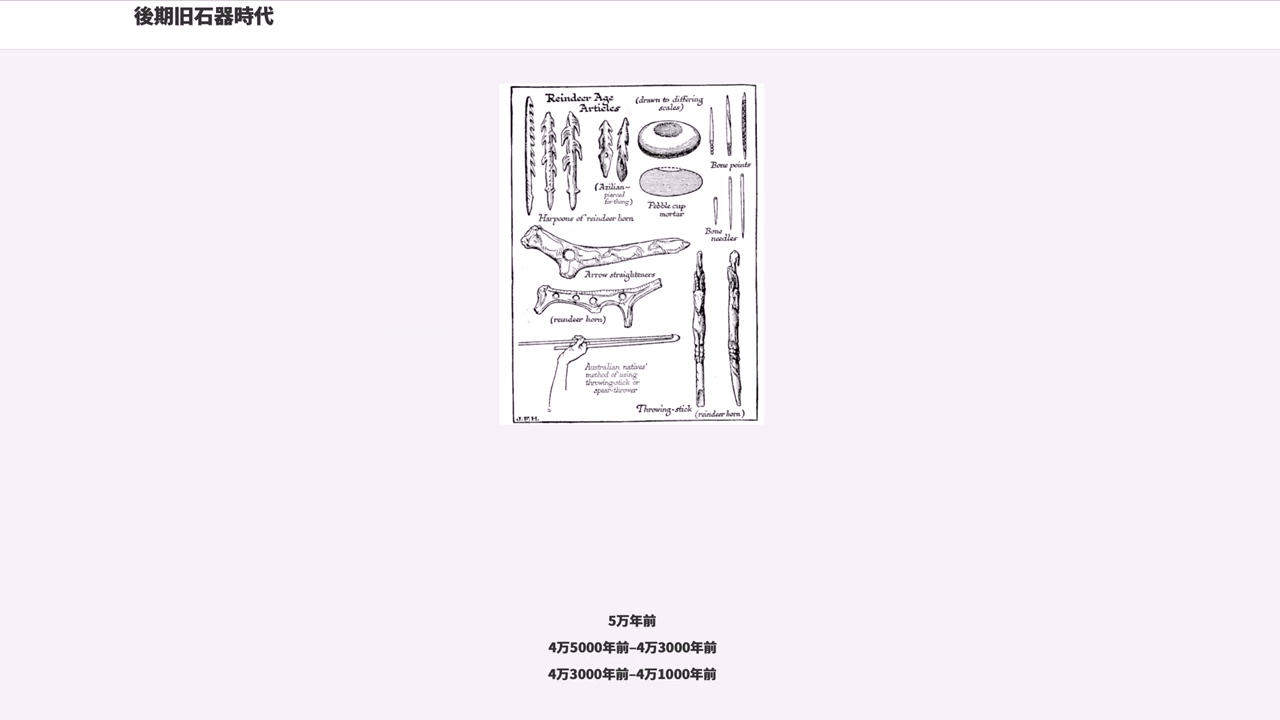 後期旧石器時代
Reindeer Age
Articles
(drawn to differing
scales)
Bone points
(Azilian—
pierced
for thong)
Pebble cup
mortar
Harpoons of reindeer horn
Bone
needles
Arrow straighteners
(reindeer horn)
Australian natives'
method of using
throwing-stick or
spear-thrower
Throwing-stick (reindeer horn)
J.F.H.
5万年前
4万5000年前–4万3000年前
4万3000年前–4万1000年前